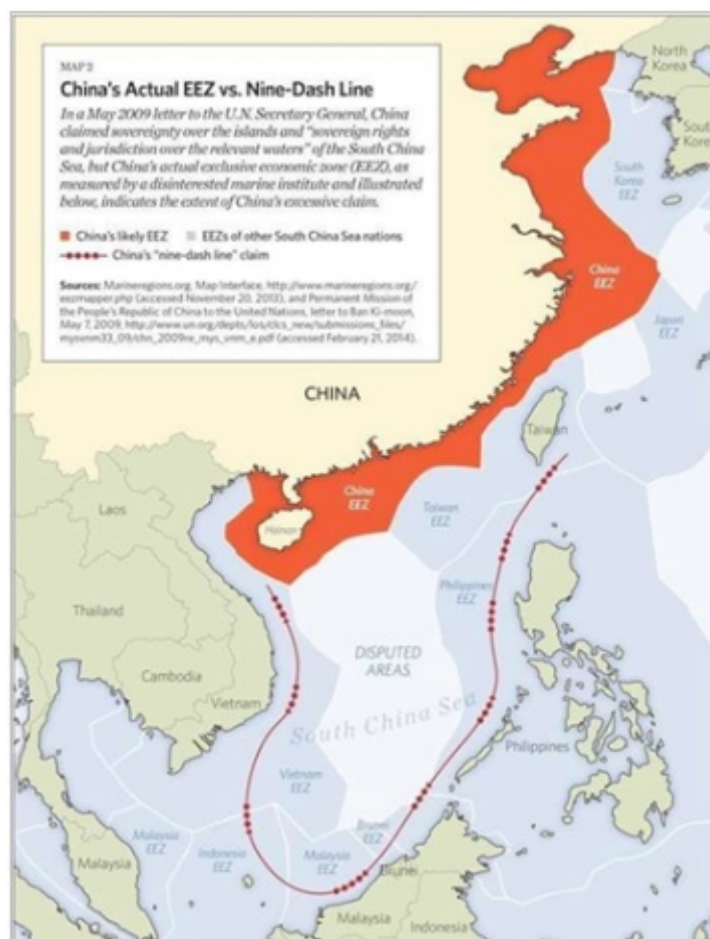 MAP 2
China's Actual EEZ vs. Nine-Dash Line
In a May 2009 letter to the U.N. Secretary General, China
claimed sovereignty over the islands and "sovereign rights
and jurisdiction over the relevant waters" of the South China
Sea, but China's actual exclusive economic zone (EEZ), as
measured by a disinterested marine institute and illustrated
below, indicates the extent of China's excessive claim.
China's likely EEZ
EEZs of other South China Sea nations
China's "nine-dash line" claim
Sources: Marineregions.org, Map Interface, http://www.marineregions.org/
eezmapper.php (accessed November 20, 2013), and Permanent Mission of
the People's Republic of China to the United Nations, letter to Ban Ki-moon,
May 7, 2009, http://www.un.org/depts/los/clcs_new/submissions_files/
mysvnm33_09/chn_2009re_mys_vnm_e.pdf (accessed February 21, 2014).
North
Korea
South
Korea
South
Korea
EEZ
China
EEZ
Japan
EEZ
CHINA
Taiwan
China
EEZ
Taiwan
EEZ
Hainan
Laos
Philippines
EEZ
Thailand
DISPUTED
AREAS
Cambodia
Vietnam
South China Sea
Philippines
Vietnam
EEZ
Brunei
EEZ
Malaysia
EEZ
Indonesia
EEZ
Malaysia
EEZ
Malaysia
Brunei
Malaysia
Indonesia